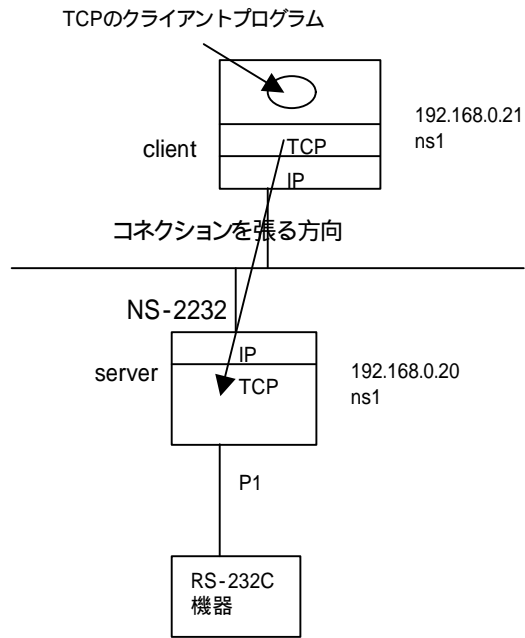 TCPのクライアントプログラム
192.168.0.21
ns1
client
TCP
IP
コネクションを張る方向
NS-2232
IP
server
TCP
192.168.0.20
ns1
P1
RS-232C
機器